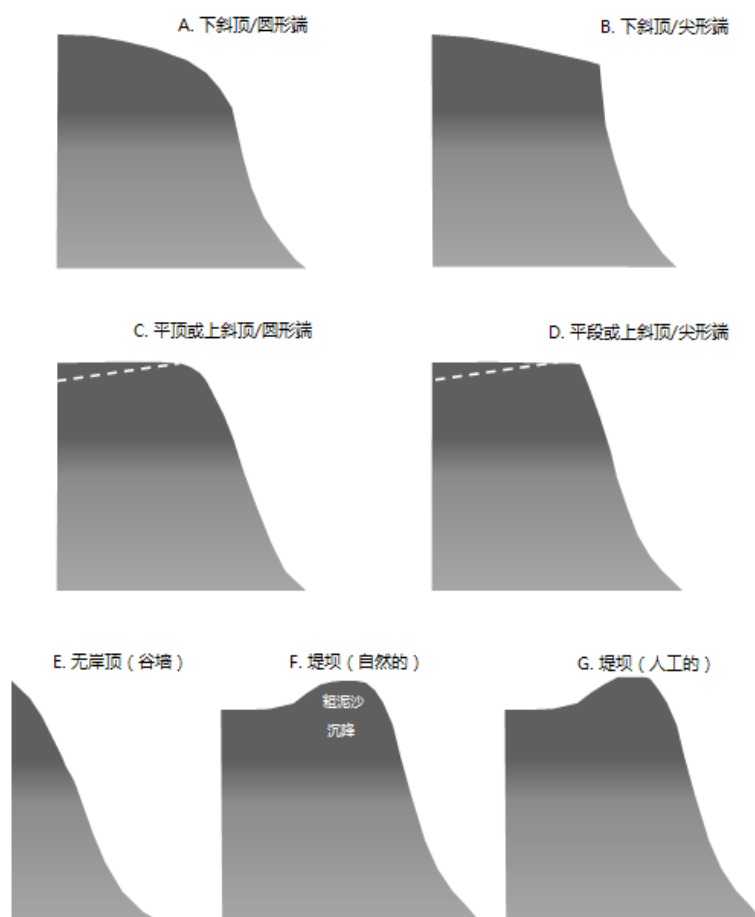 A. 下斜顶/圆形端
B. 下斜顶/尖形端
C. 平顶或上斜顶/圆形端
D. 平段或上斜顶/尖形端
E. 无岸顶（谷墙）
F. 堤坝（自然的）
G. 堤坝（人工的）
粗泥沙
沉降